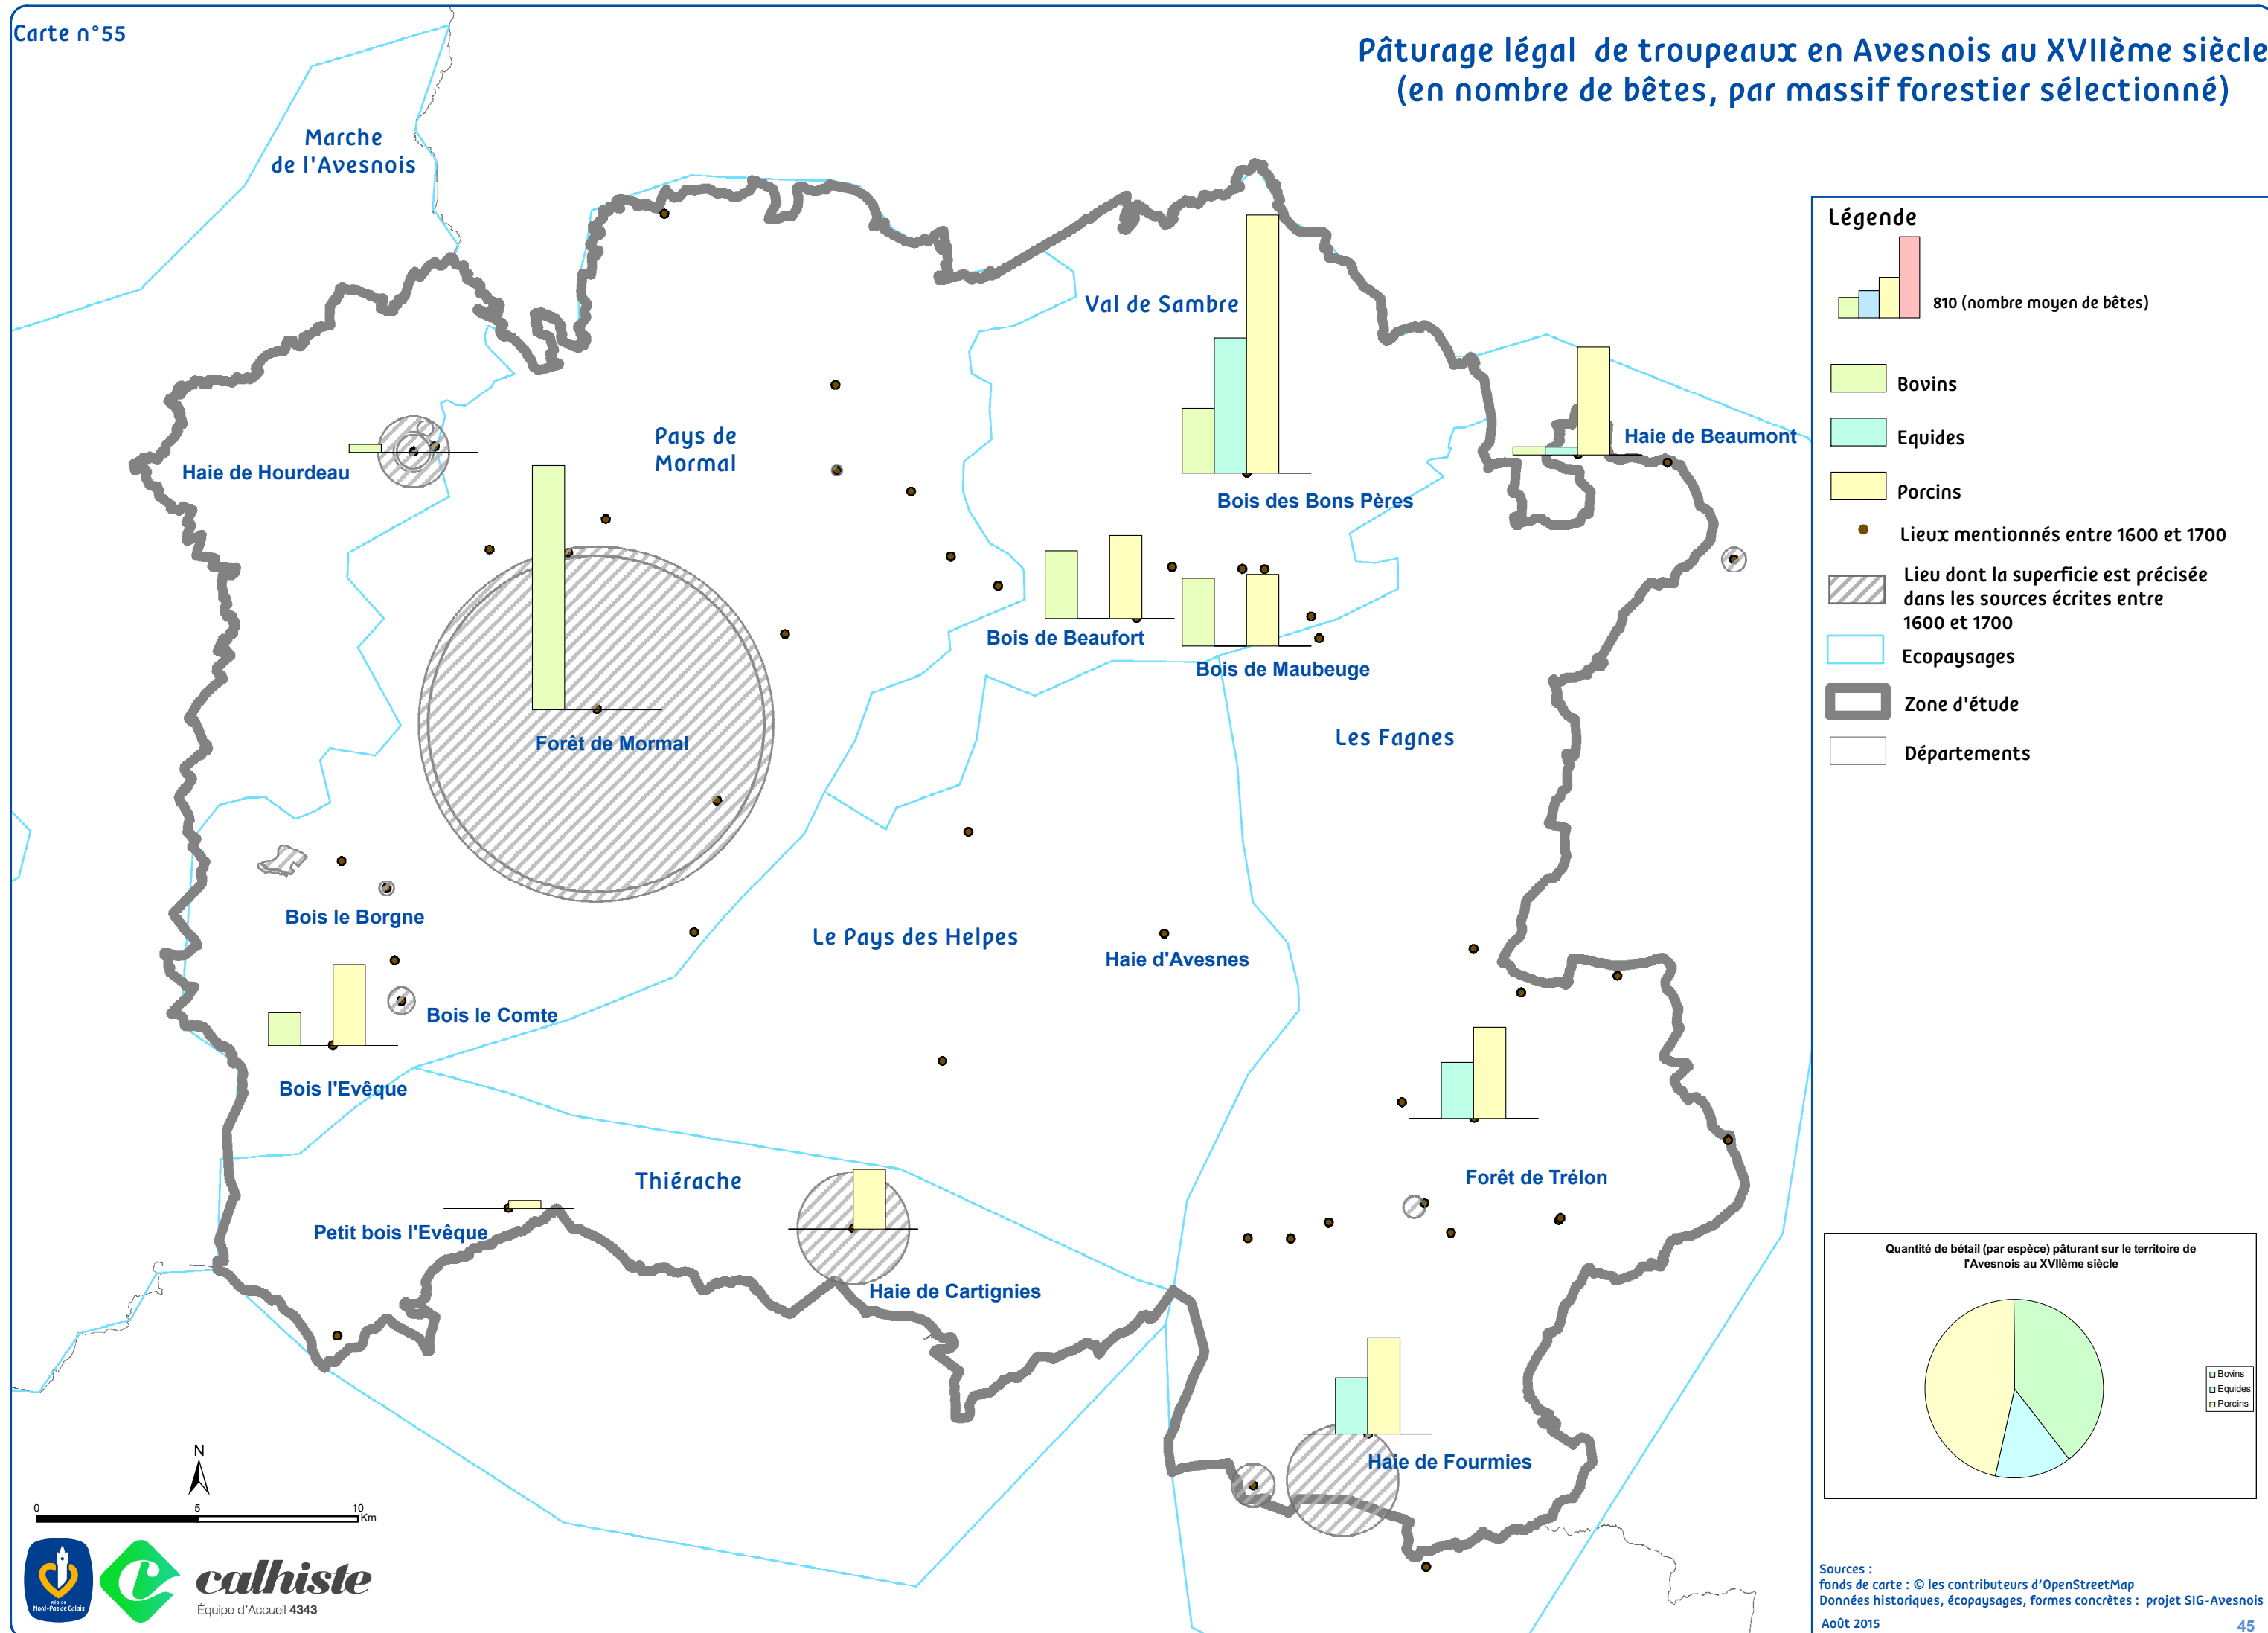 Carte n°55
Pâturage légal de troupeaux en Avesnois au XVIIème siècle
(en nombre de bêtes, par massif forestier sélectionné)
Marche
de l'Avesnois
Val de Sambre
Pays de
Mormal
Haie de Hourdeau
Haie de Beaumont
Bois des Bons Pères
Bois de Beaufort
Bois de Maubeuge
Forêt de Mormal
Les Fagnes
Bois le Borgne
Le Pays des Helpes
Haie d'Avesnes
Bois le Comte
Bois l'Evêque
Thiérache
Forêt de Trélon
Petit bois l'Evêque
Haie de Cartignies
Haie de Fourmies
Légende
810 (nombre moyen de bêtes)
Bovins
Equides
Porcins
Lieux mentionnés entre 1600 et 1700
Lieu dont la superficie est précisée
dans les sources écrites entre
1600 et 1700
Ecopaysages
Zone d'étude
Départements
Quantité de bétail (par espèce) pâturant sur le territoire de
l'Avesnois au XVIIème siècle
Bovins
Equides
Porcins
N
0 5 10
Km
RÉGION
Nord-Pas de Calais
calhiste
Équipe d'Accueil 4343
Sources :
fonds de carte : © les contributeurs d'OpenStreetMap
Données historiques, écopaysages, formes concrètes : projet SIG-Avesnois
Août 2015
45